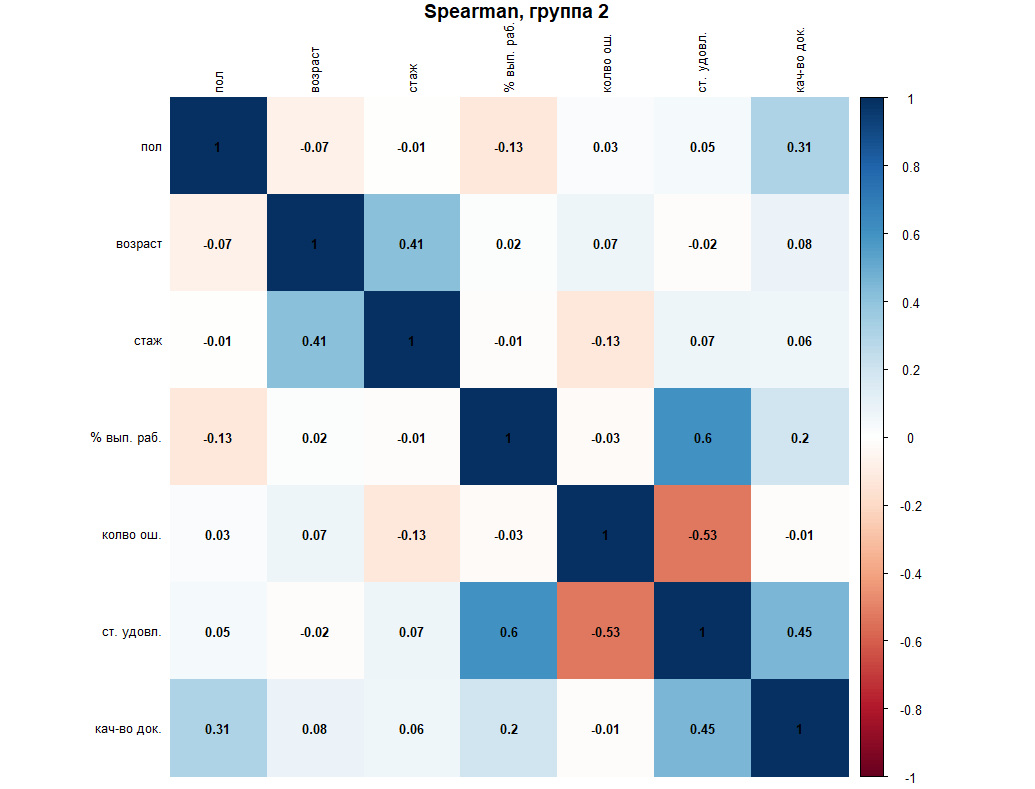 Spearman, группа 2
пол возраст стаж % вып. раб. колво ош. ст. удовл. кач-во док.
пол 1 -0.07 -0.01 -0.13 0.03 0.05 0.31
возраст -0.07 1 0.41 0.02 0.07 -0.02 0.08
стаж -0.01 0.41 1 -0.01 -0.13 0.07 0.06
% вып. раб. -0.13 0.02 -0.01 1 -0.03 0.6 0.2
колво ош. 0.03 0.07 -0.13 -0.03 1 -0.53 -0.01
ст. удовл. 0.05 -0.02 0.07 0.6 -0.53 1 0.45
кач-во док. 0.31 0.08 0.06 0.2 -0.01 0.45 1
1
0.8
0.6
0.4
0.2
0
-0.2
-0.4
-0.6
-0.8
-1